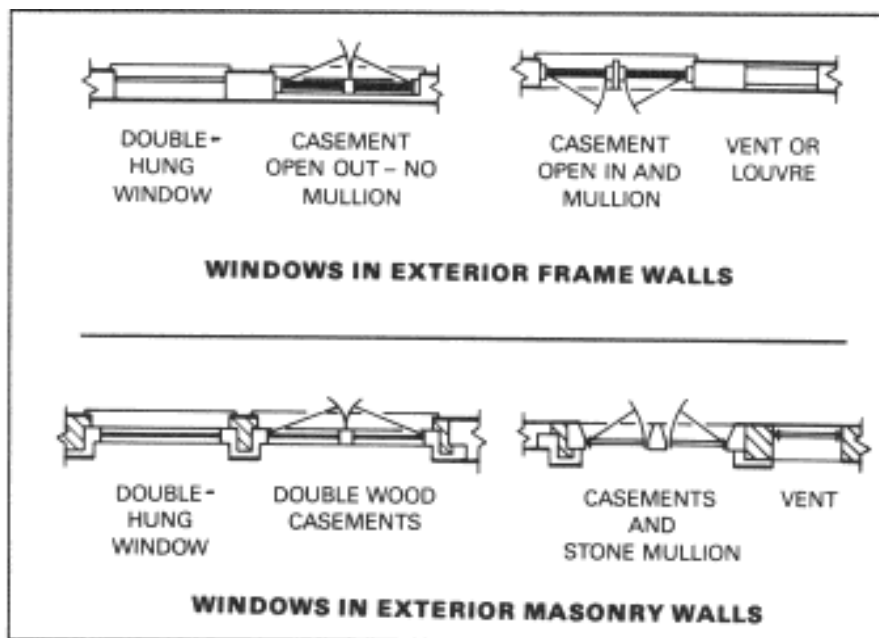 DOUBLE-
HUNG
WINDOW
CASEMENT
OPEN OUT – NO
MULLION
CASEMENT
OPEN IN AND
MULLION
VENT OR
LOUVRE
WINDOWS IN EXTERIOR FRAME WALLS
DOUBLE-
HUNG
WINDOW
DOUBLE WOOD
CASEMENTS
CASEMENTS
AND
STONE MULLION
VENT
WINDOWS IN EXTERIOR MASONRY WALLS